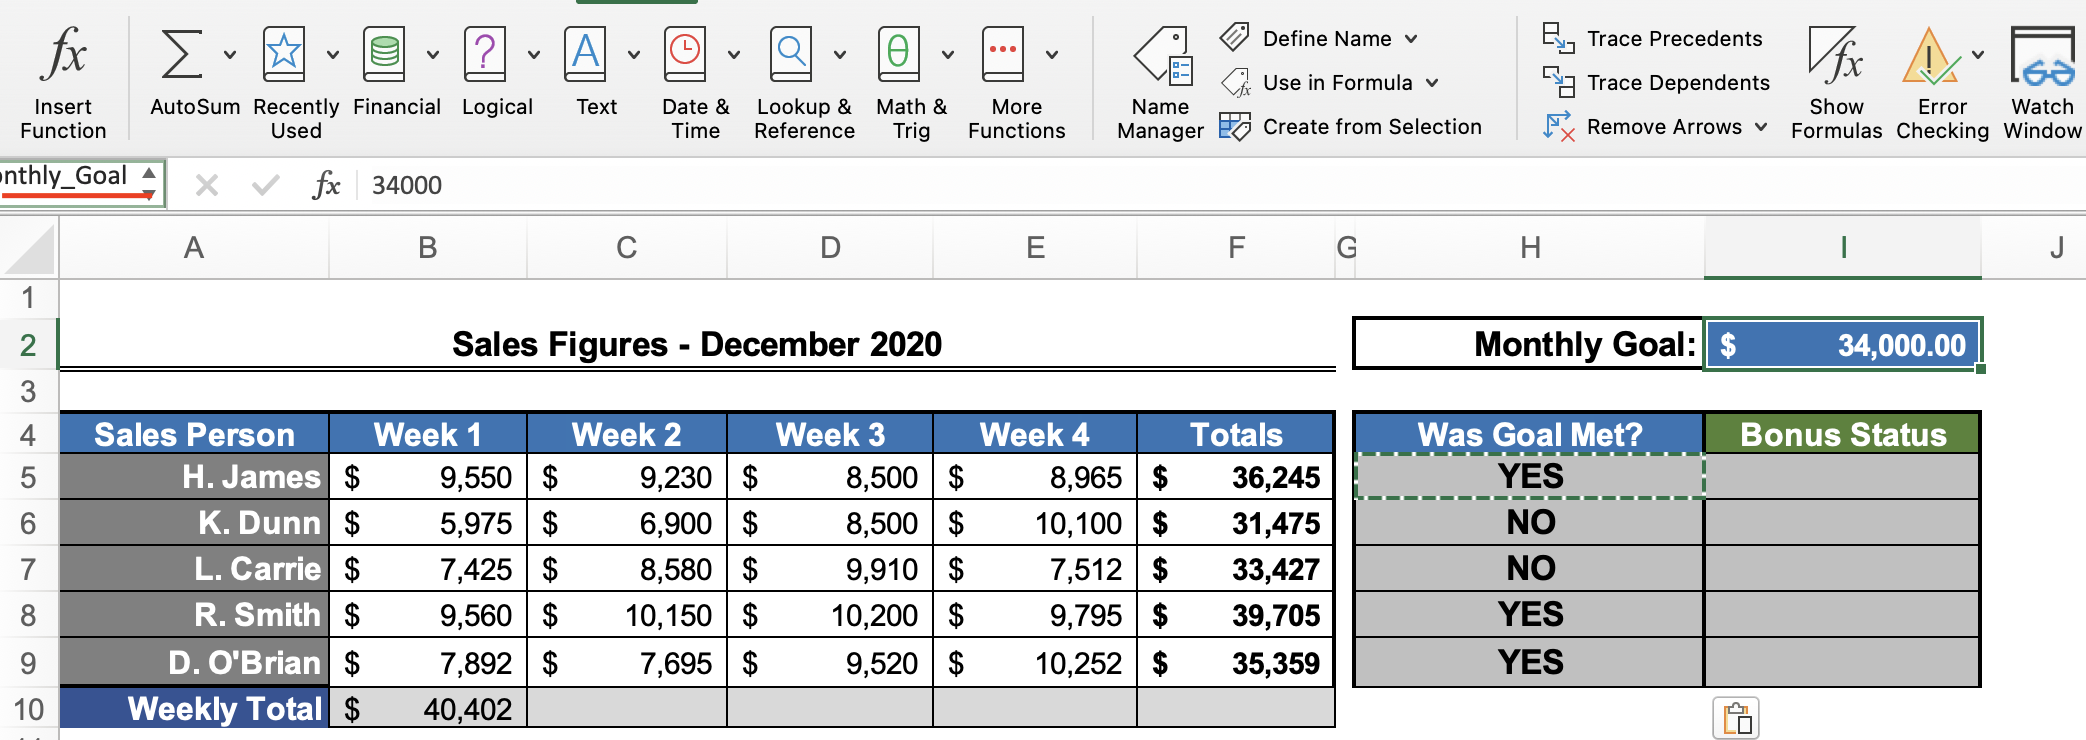 Insert Function
AutoSum
Recently Used
Financial
Logical
Text
Date & Time
Lookup & Reference
Math & Trig
More Functions
Name Manager
Define Name
Use in Formula
Create from Selection
Trace Precedents
Trace Dependents
Remove Arrows
Show Formulas
Error Checking
Watch Window
onthly_Goal fx 34000
A B C D E F G H I J
1
2 Sales Figures - December 2020 Monthly Goal: $ 34,000.00
3
4 Sales Person Week 1 Week 2 Week 3 Week 4 Totals Was Goal Met? Bonus Status
5 H. James $ 9,550 $ 9,230 $ 8,500 $ 8,965 $ 36,245 YES
6 K. Dunn $ 5,975 $ 6,900 $ 8,500 $ 10,100 $ 31,475 NO
7 L. Carrie $ 7,425 $ 8,580 $ 9,910 $ 7,512 $ 33,427 NO
8 R. Smith $ 9,560 $ 10,150 $ 10,200 $ 9,795 $ 39,705 YES
9 D. O'Brian $ 7,892 $ 7,695 $ 9,520 $ 10,252 $ 35,359 YES
10 Weekly Total $ 40,402